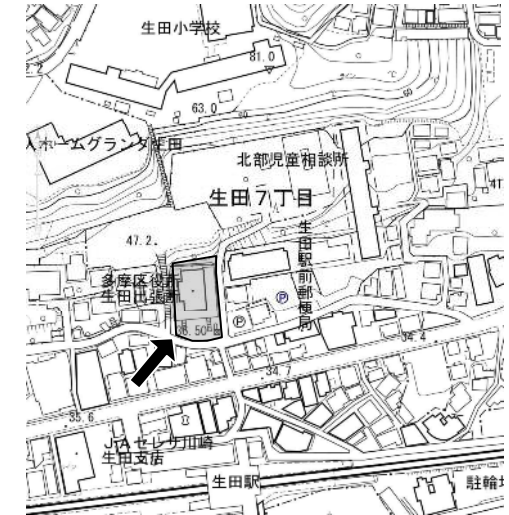 生田小学校
81.0
63.0
人ホームグランダ生田
北部児童相談所
生田7丁目
47.2
生田駅前郵便局
多摩区役所
生田出張所
P
P
36.50
34.4
34.7
35.6
JAセレサ川崎
生田支店
生田駅
駐輪場